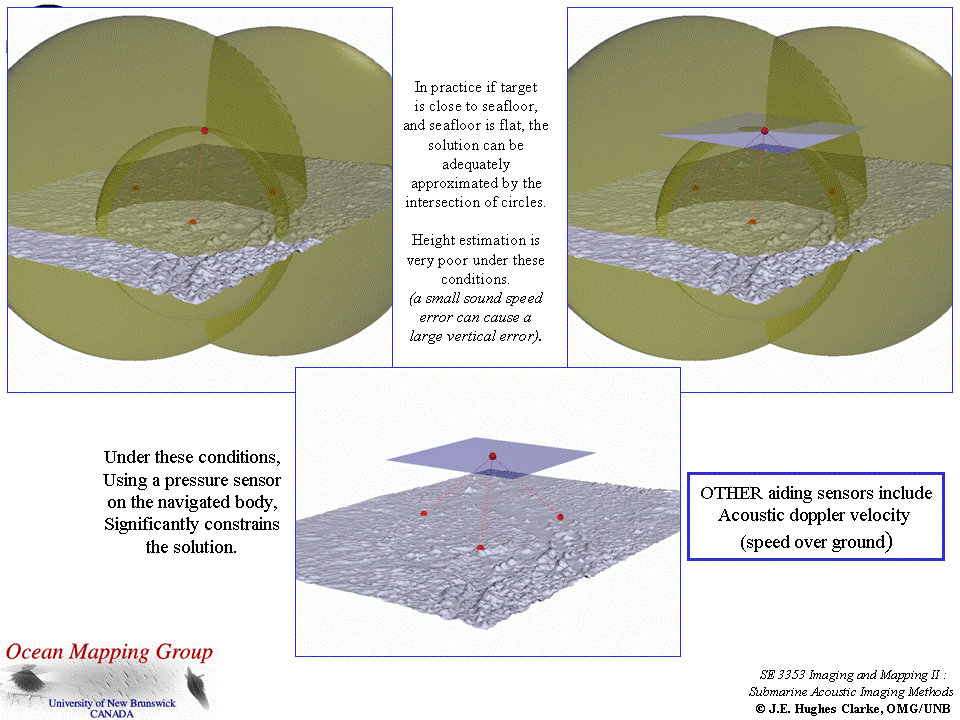 In practice if target
is close to seafloor,
and seafloor is flat, the
solution can be
adequately
approximated by the
intersection of circles.
Height estimation is
very poor under these
conditions.
(a small sound speed
error can cause a
large vertical error).
Under these conditions,
Using a pressure sensor
on the navigated body,
Significantly constrains
the solution.
OTHER aiding sensors include
Acoustic doppler velocity
(speed over ground)
Ocean Mapping Group
University of New Brunswick
CANADA
SE 3353 Imaging and Mapping II :
Submarine Acoustic Imaging Methods
© J.E. Hughes Clarke, OMG/UNB